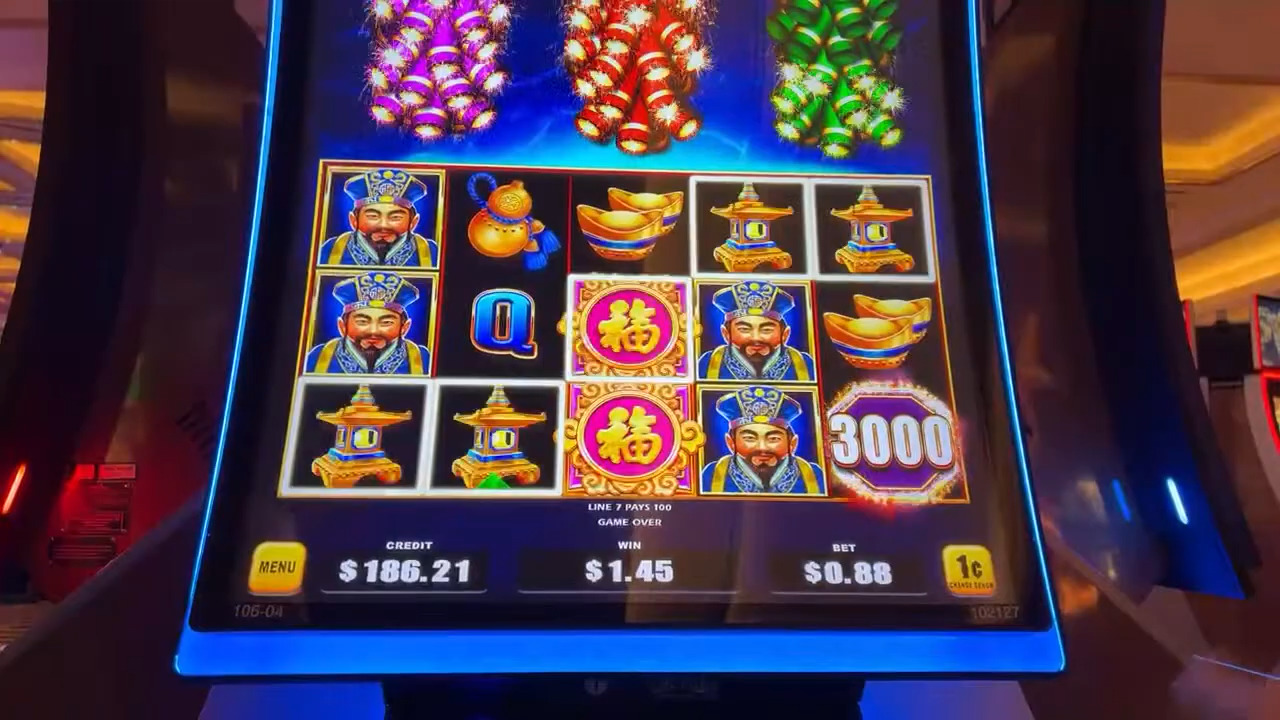 Q
福
福
3000
LINE 7 PAYS 100
GAME OVER
CREDIT
WIN
BET
MENU
$186.21
$1.45
$0.88
1¢
CHANGE DENOM
106-04
102127